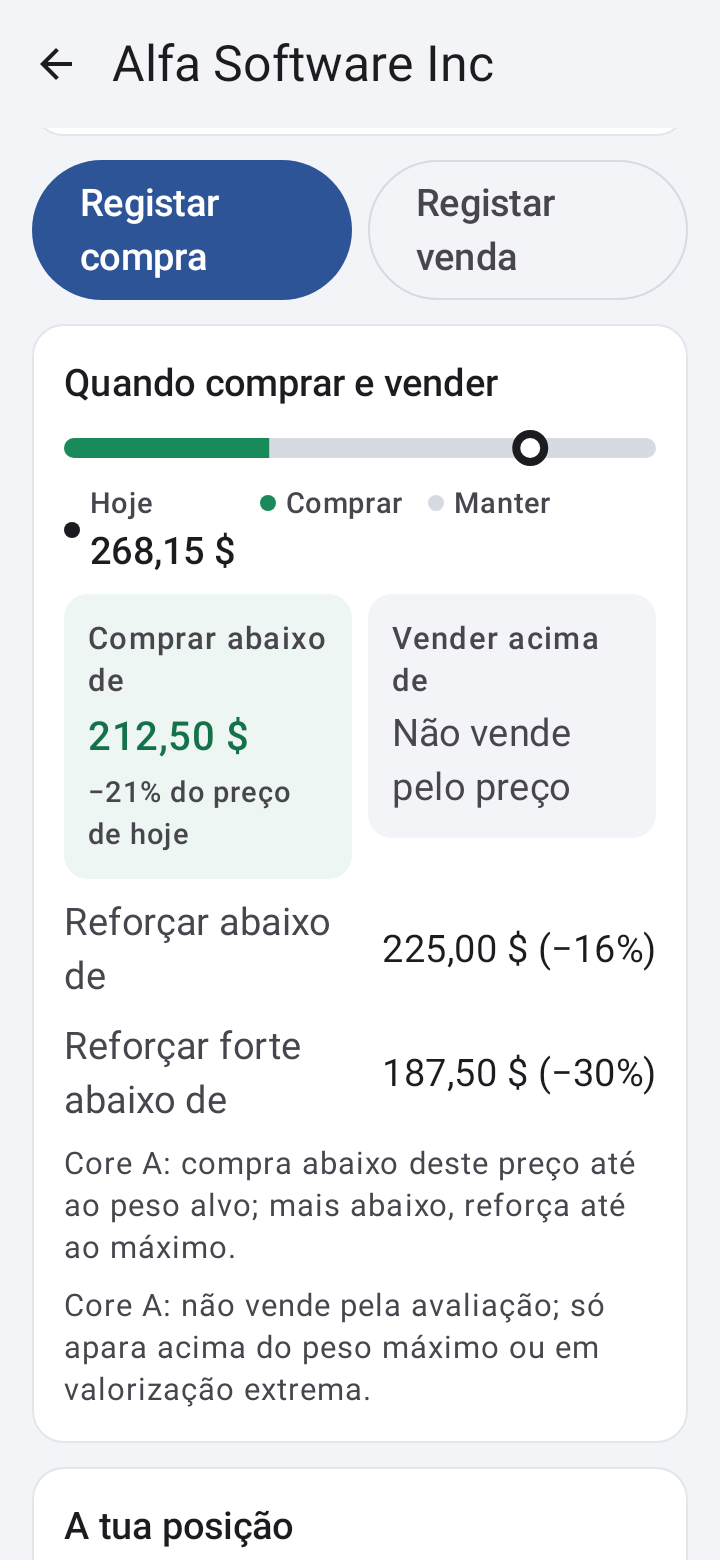 Alfa Software Inc
Registar
compra
Registar
venda
Quando comprar e vender
Hoje
268,15 $
Comprar
Manter
Comprar abaixo
de
212,50 $
−21% do preço
de hoje
Vender acima
de
Não vende
pelo preço
Reforçar abaixo
de
225,00 $ (−16%)
Reforçar forte
abaixo de
187,50 $ (−30%)
Core A: compra abaixo deste preço até
ao peso alvo; mais abaixo, reforça até
ao máximo.
Core A: não vende pela avaliação; só
apara acima do peso máximo ou em
valorização extrema.
A tua posição